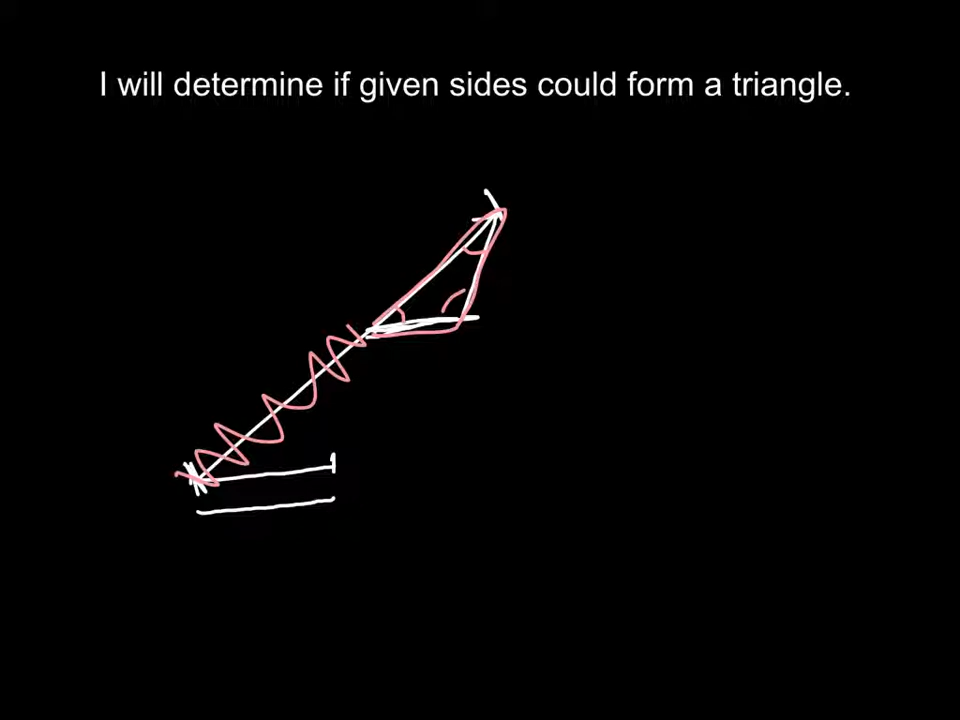 I will determine if given sides could form a triangle.